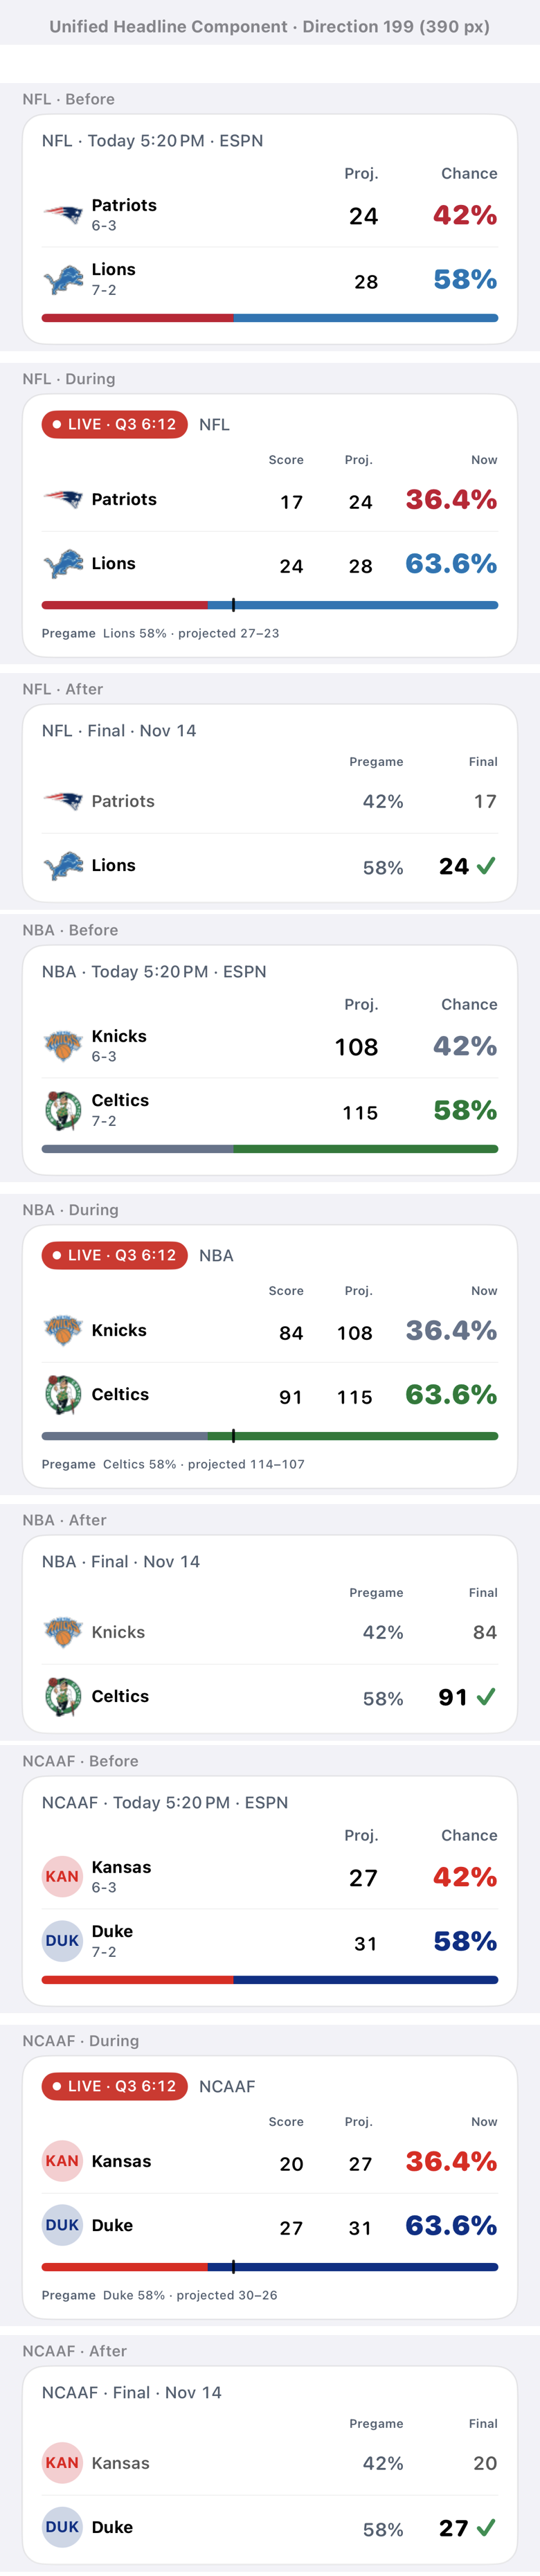 Unified Headline Component · Direction 199 (390 px)
NFL · Before
NFL · Today 5:20 PM · ESPN
Proj. Chance
Patriots 24 42%
6-3
Lions 28 58%
7-2
NFL · During
LIVE · Q3 6:12 NFL
Score Proj. Now
Patriots 17 24 36.4%
Lions 24 28 63.6%
Pregame Lions 58% · projected 27–23
NFL · After
NFL · Final · Nov 14
Pregame Final
Patriots 42% 17
Lions 58% 24 ✓
NBA · Before
NBA · Today 5:20 PM · ESPN
Proj. Chance
Knicks 108 42%
6-3
Celtics 115 58%
7-2
NBA · During
LIVE · Q3 6:12 NBA
Score Proj. Now
Knicks 84 108 36.4%
Celtics 91 115 63.6%
Pregame Celtics 58% · projected 114–107
NBA · After
NBA · Final · Nov 14
Pregame Final
Knicks 42% 84
Celtics 58% 91 ✓
NCAAF · Before
NCAAF · Today 5:20 PM · ESPN
Proj. Chance
KAN Kansas 27 42%
6-3
DUK Duke 31 58%
7-2
NCAAF · During
LIVE · Q3 6:12 NCAAF
Score Proj. Now
KAN Kansas 20 27 36.4%
DUK Duke 27 31 63.6%
Pregame Duke 58% · projected 30–26
NCAAF · After
NCAAF · Final · Nov 14
Pregame Final
KAN Kansas 42% 20
DUK Duke 58% 27 ✓